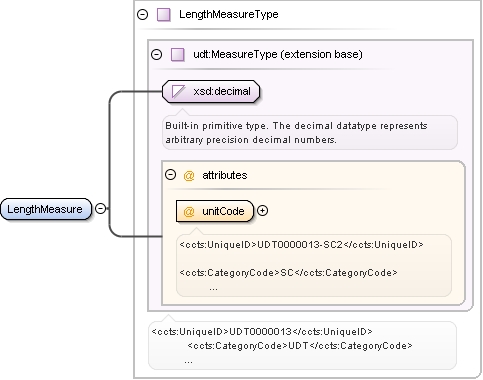 LengthMeasureType
udt:MeasureType (extension base)
xsd:decimal
Built-in primitive type. The decimal datatype represents
arbitrary precision decimal numbers.
@ attributes
LengthMeasure
@ unitCode
<ccts:UniqueID>UDT0000013-SC2</ccts:UniqueID>
<ccts:CategoryCode>SC</ccts:CategoryCode>
...
<ccts:UniqueID>UDT0000013</ccts:UniqueID>
<ccts:CategoryCode>UDT</ccts:CategoryCode>
...